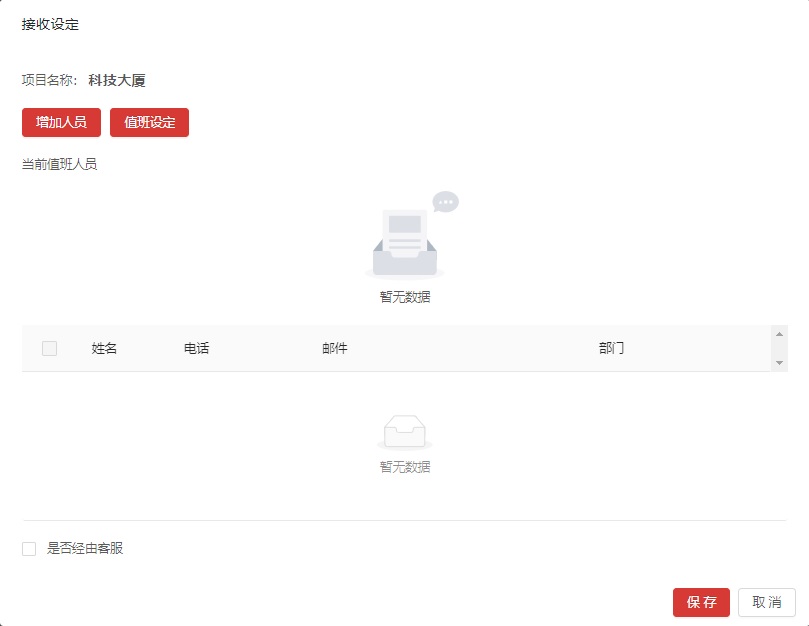 接收设定
项目名称： 科技大厦
增加人员 值班设定
当前值班人员
暂无数据
姓名 电话 邮件 部门
暂无数据
是否经由客服
保存 取消